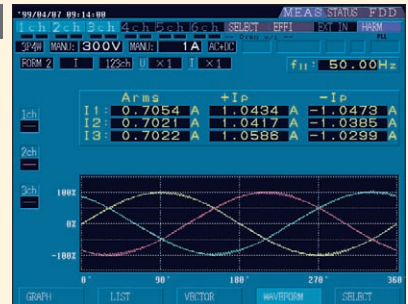 '99/04/07 09:14:00 MEAS STATUS FDD
1ch 2ch 3ch 4ch 5ch 6ch SELECT EFFI EXT IN HARM
PLL
3P4W MANU: 300V MANU: 1A AC+DC
FORM 2 I 123ch U ×1 I ×1 f11: 50.00Hz
Arms +Ip -Ip
I1: 0.7054 A 1.0434 A -1.0473 A
I2: 0.7021 A 1.0417 A -1.0385 A
I3: 0.7022 A 1.0586 A -1.0299 A
1ch
2ch
3ch
100%
0%
-100%
0° 90° 180° 270° 360
GRAPH LIST VECTOR WAVEFORM SELECT